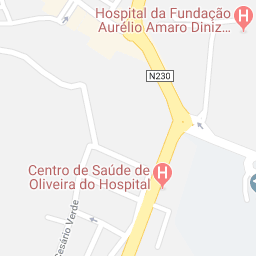 Hospital da Fundação
Aurélio Amaro Diniz...
H
N230
Centro de Saúde de
Oliveira do Hospital
H
Cesário Verde